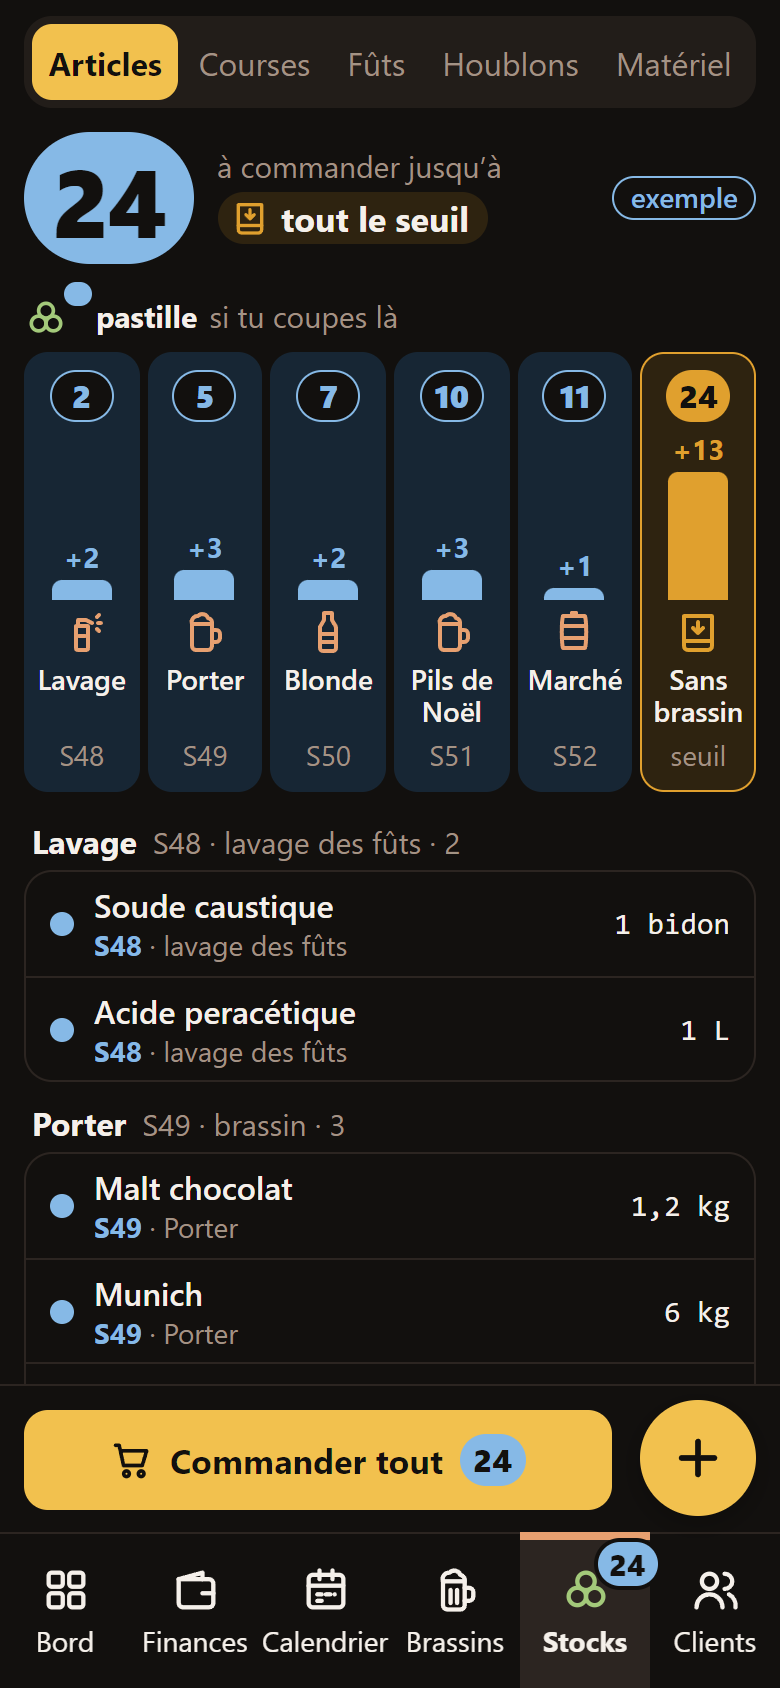 Articles Courses Fûts Houblons Matériel
24
à commander jusqu’à
tout le seuil
exemple
pastille si tu coupes là
2 5 7 10 11 24
+2 +3 +2 +3 +1 +13
Lavage Porter Blonde Pils de Noël Marché Sans brassin
S48 S49 S50 S51 S52 seuil
Lavage S48 · lavage des fûts · 2
Soude caustique
S48 · lavage des fûts
1 bidon
Acide peracétique
S48 · lavage des fûts
1 L
Porter S49 · brassin · 3
Malt chocolat
S49 · Porter
1,2 kg
Munich
S49 · Porter
6 kg
Commander tout 24
24
Bord Finances Calendrier Brassins Stocks Clients